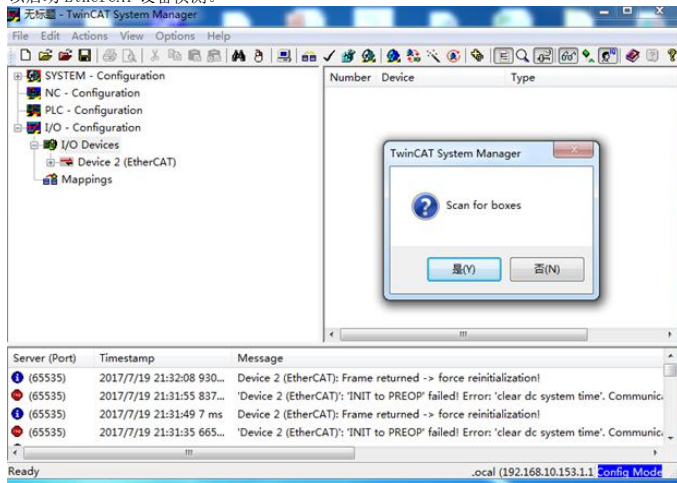 无标题 - TwinCAT System Manager
File Edit Actions View Options Help
SYSTEM - Configuration
NC - Configuration
PLC - Configuration
I/O - Configuration
I/O Devices
Device 2 (EtherCAT)
Mappings
Number Device Type
TwinCAT System Manager
Scan for boxes
是(Y) 否(N)
Server (Port) Timestamp Message
(65535) 2017/7/19 21:32:08 930... Device 2 (EtherCAT): Frame returned -> force reinitialization!
(65535) 2017/7/19 21:31:55 837... 'Device 2 (EtherCAT)': 'INIT to PREOP' failed! Error: 'clear dc system time'. Communic
(65535) 2017/7/19 21:31:49 7 ms Device 2 (EtherCAT): Frame returned -> force reinitialization!
(65535) 2017/7/19 21:31:35 665... 'Device 2 (EtherCAT)': 'INIT to PREOP' failed! Error: 'clear dc system time'. Communic
Ready .ocal (192.168.10.153.1.1 Config Mode